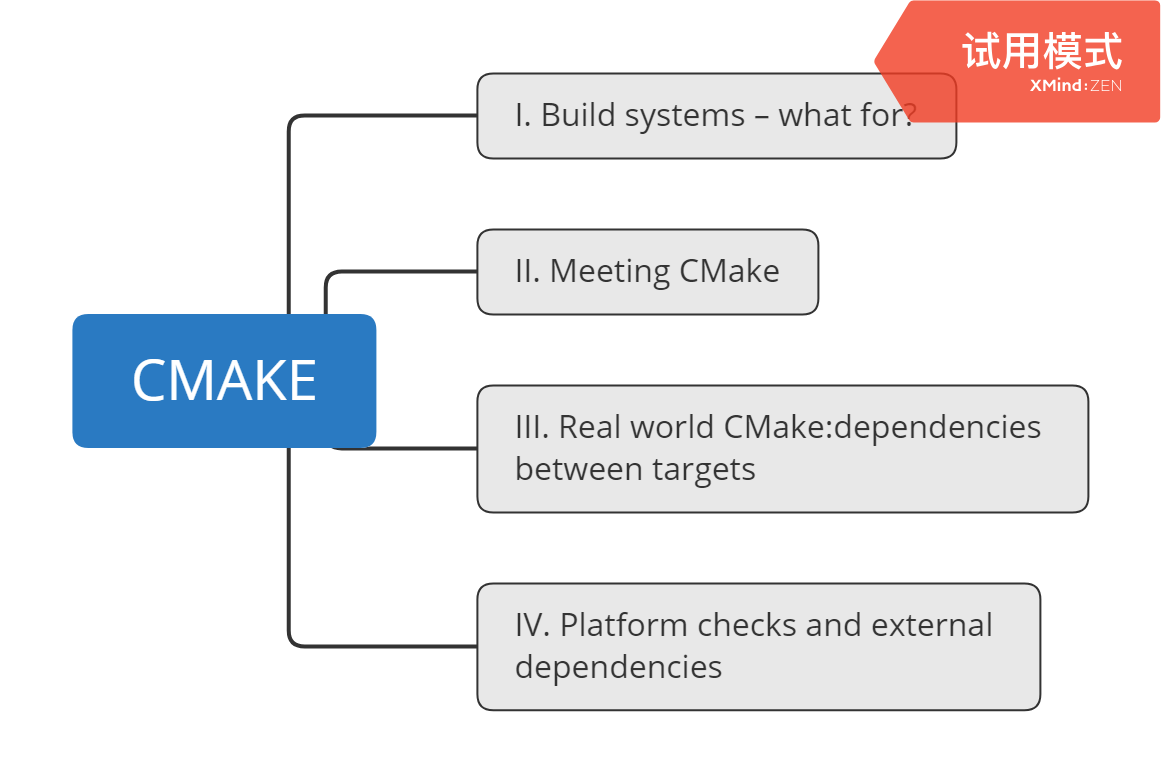 试用模式
XMind:ZEN
I. Build systems – what for?
II. Meeting CMake
CMAKE
III. Real world CMake:dependencies
between targets
IV. Platform checks and external
dependencies